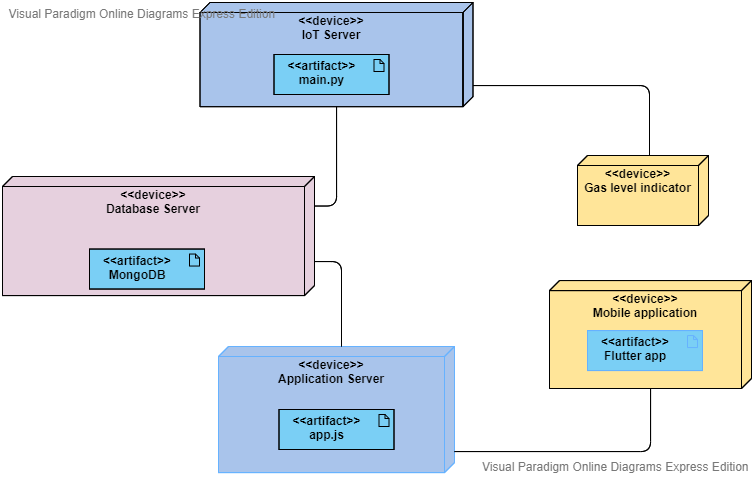 Visual Paradigm Online Diagrams Express Edition
<<device>>
IoT Server
<<artifact>>
main.py
<<device>>
Gas level indicator
<<device>>
Database Server
<<artifact>>
MongoDB
<<device>>
Mobile application
<<artifact>>
Flutter app
<<device>>
Application Server
<<artifact>>
app.js
Visual Paradigm Online Diagrams Express Edition